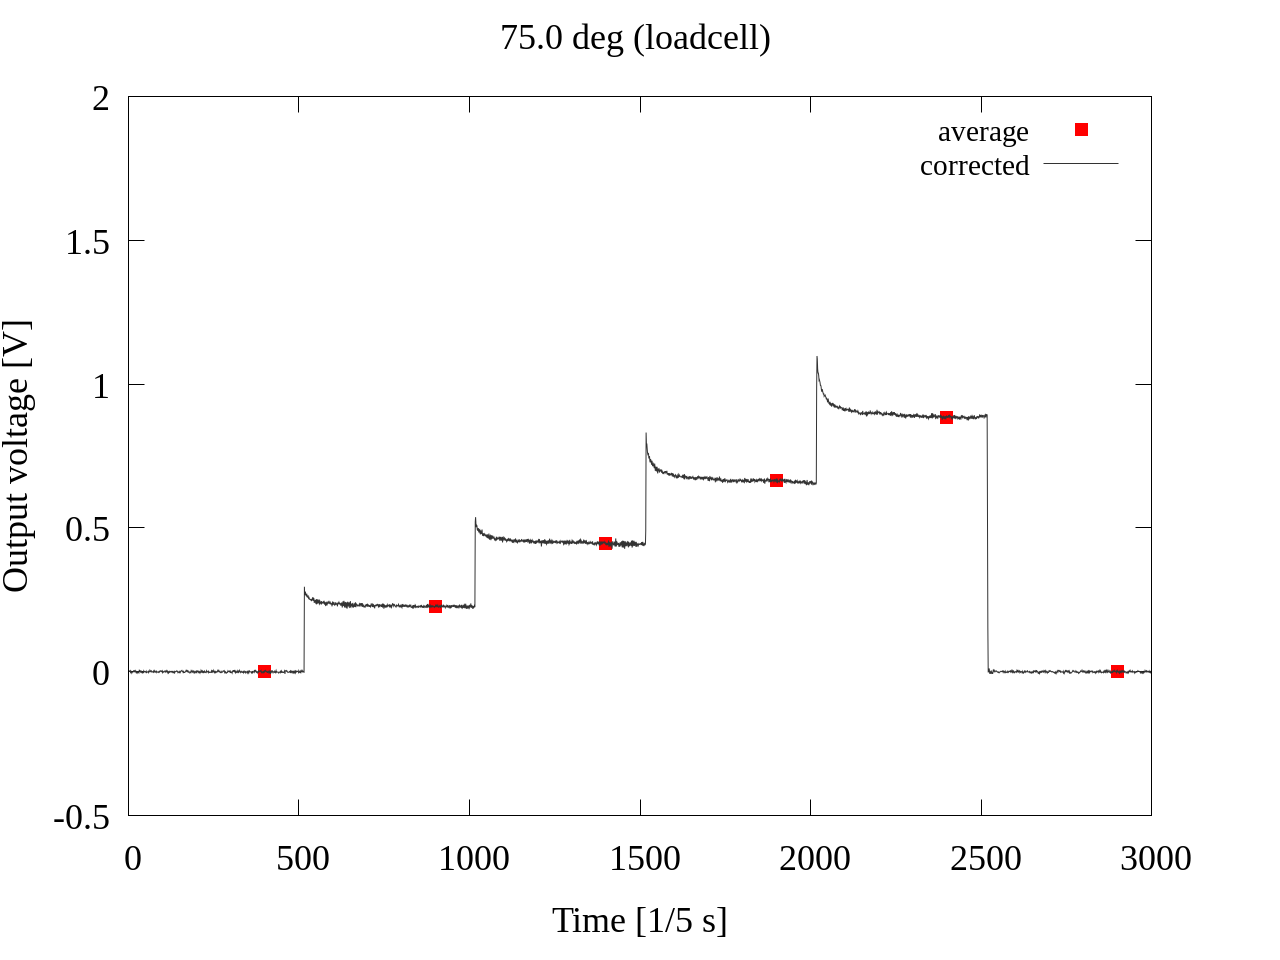 75.0 deg (loadcell)
2
1.5
1
0.5
0
-0.5
average
corrected
Output voltage [V]
0 500 1000 1500 2000 2500 3000
Time [1/5 s]